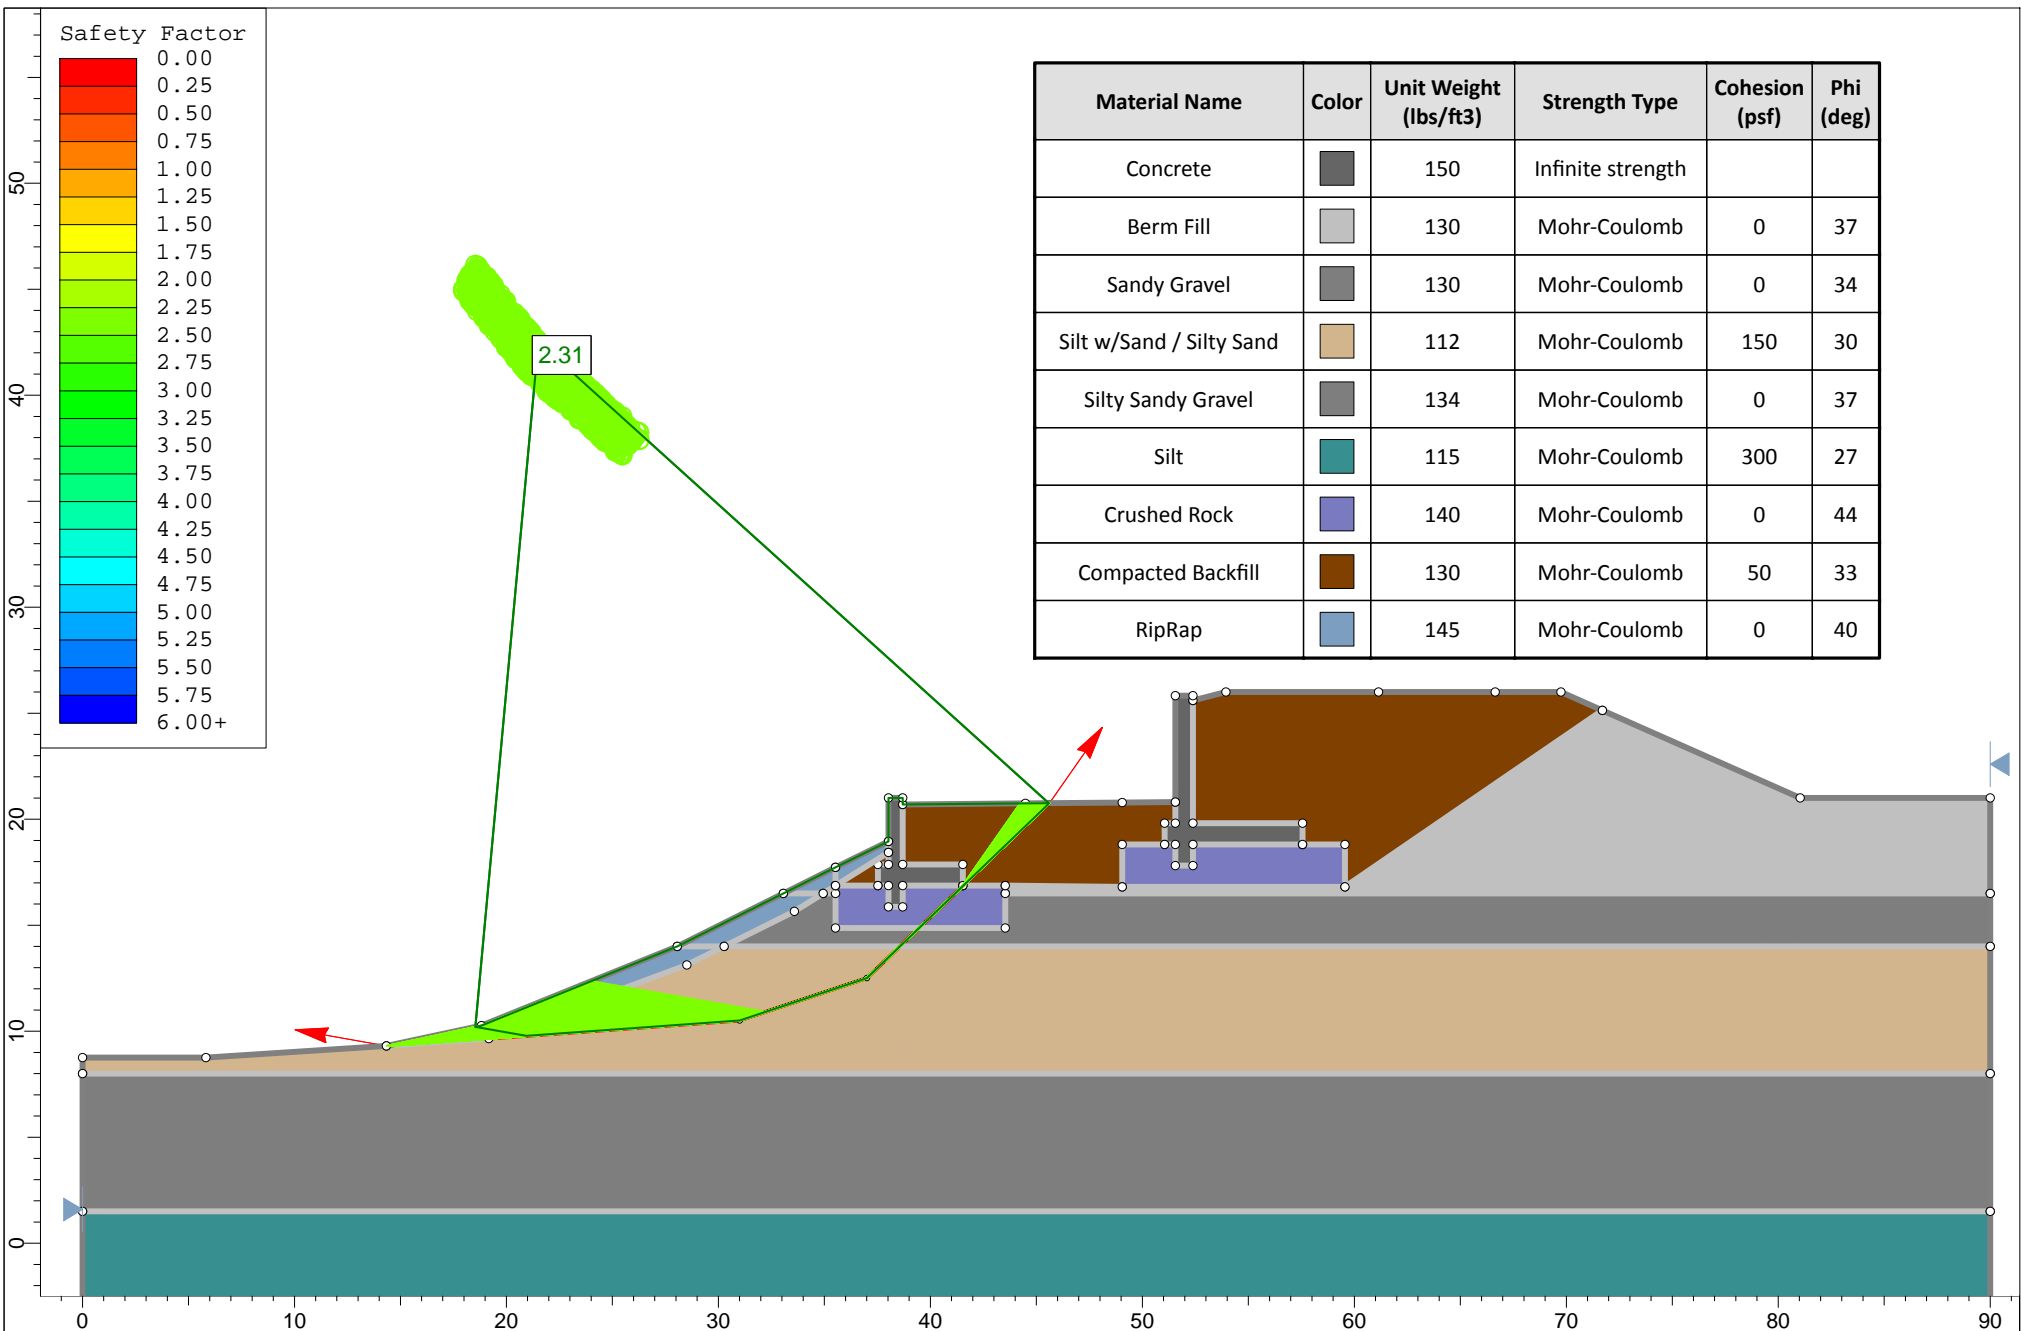 Safety Factor
0.00
0.25
0.50
0.75
1.00
1.25
1.50
1.75
2.00
2.25
2.50
2.75
3.00
3.25
3.50
3.75
4.00
4.25
4.50
4.75
5.00
5.25
5.50
5.75
6.00+
Material Name Color Unit Weight (lbs/ft3) Strength Type Cohesion (psf) Phi (deg)
Concrete 150 Infinite strength
Berm Fill 130 Mohr-Coulomb 0 37
Sandy Gravel 130 Mohr-Coulomb 0 34
Silt w/Sand / Silty Sand 112 Mohr-Coulomb 150 30
Silty Sandy Gravel 134 Mohr-Coulomb 0 37
Silt 115 Mohr-Coulomb 300 27
Crushed Rock 140 Mohr-Coulomb 0 44
Compacted Backfill 130 Mohr-Coulomb 50 33
RipRap 145 Mohr-Coulomb 0 40
2.31
50
40
30
20
10
0
0 10 20 30 40 50 60 70 80 90